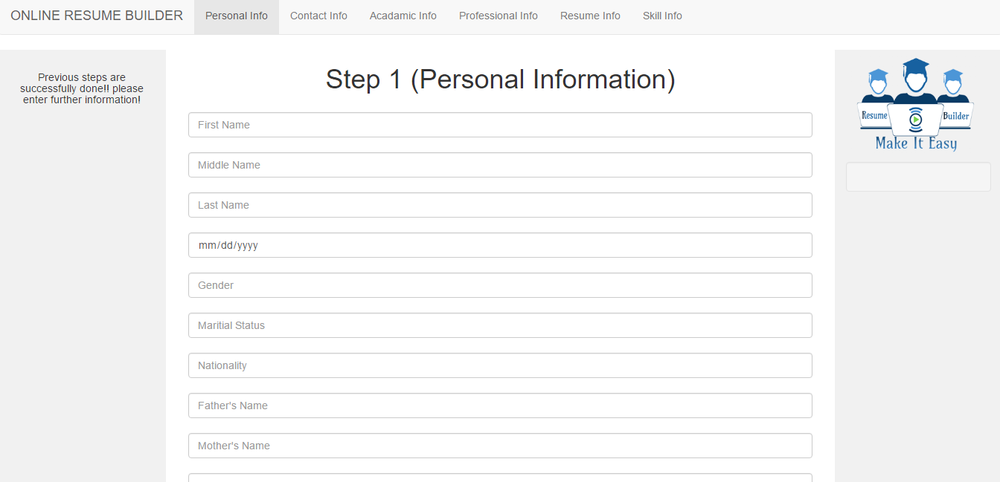 ONLINE RESUME BUILDER
Personal Info
Contact Info
Acadamic Info
Professional Info
Resume Info
Skill Info
Previous steps are
successfully done!! please
enter further information!
Step 1 (Personal Information)
First Name
Middle Name
Last Name
mm/dd/yyyy
Gender
Maritial Status
Nationality
Father's Name
Mother's Name
Resume
Builder
Make It Easy